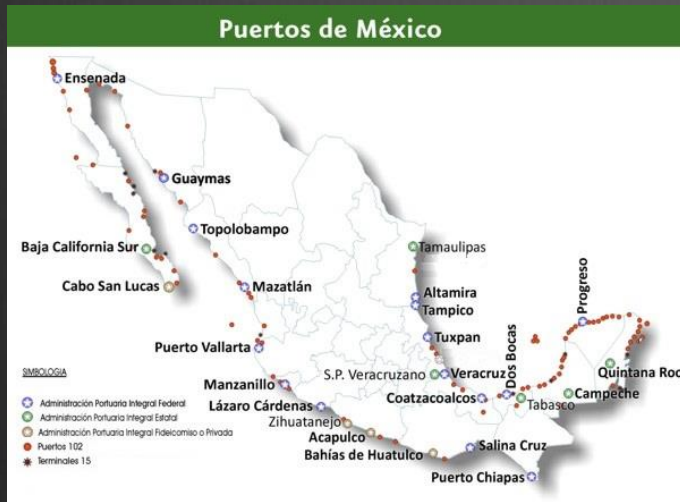 Puertos de México
Ensenada
Guaymas
Topolobampo
Baja California Sur
Tamaulipas
Cabo San Lucas
Mazatlán
Altamira
Tampico
Progreso
Tuxpan
Puerto Vallarta
Dos Bocas
S.P. Veracruzano
Veracruz
Quintana Roo
Manzanillo
Coatzacoalcos
Campeche
Tabasco
Lázaro Cárdenas
Zihuatanejo
Acapulco
Salina Cruz
Bahías de Huatulco
Puerto Chiapas
SIMBOLOGIA
Administración Portuaria Integral Federal
Administración Portuaria Integral Estatal
Administración Portuaria Integral Fideicomiso o Privada
Puertos 102
Terminales 15